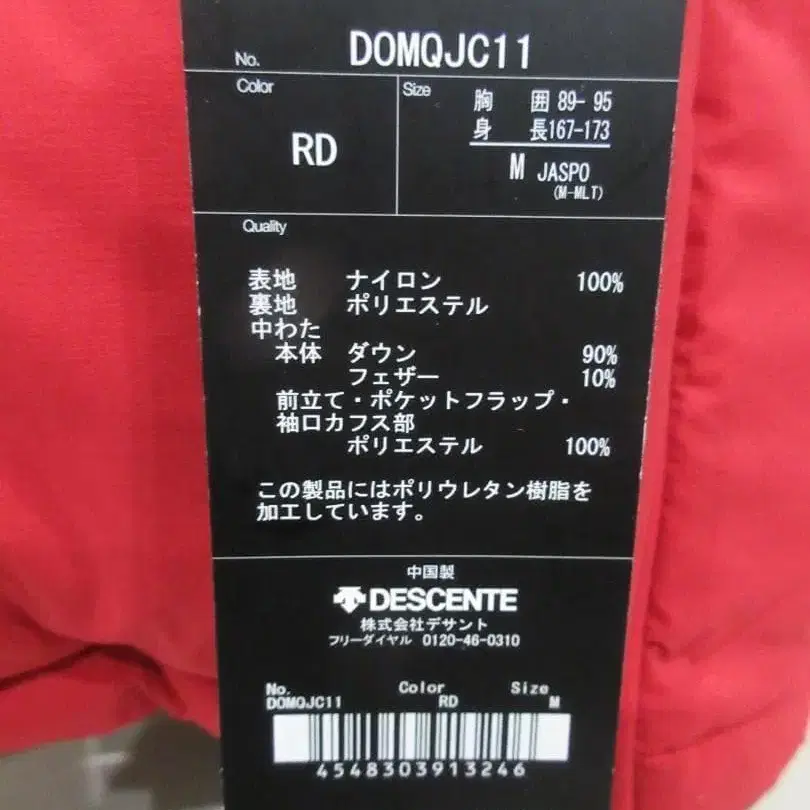 No. DOMQJC11
Color Size
胸 囲 89-95
身 長167-173
RD
M JASPO
(M-MLT)
Quality
表地 ナイロン 100%
裏地 ポリエステル
中わた
本体 ダウン 90%
フェザー 10%
前立て・ポケットフラップ・
袖口カフス部
ポリエステル 100%
この製品にはポリウレタン樹脂を
加工しています。
中国製
DESCENTE
株式会社デサント
フリーダイヤル 0120-46-0310
No. Color Size
DOMQJC11 RD M
4548303913246